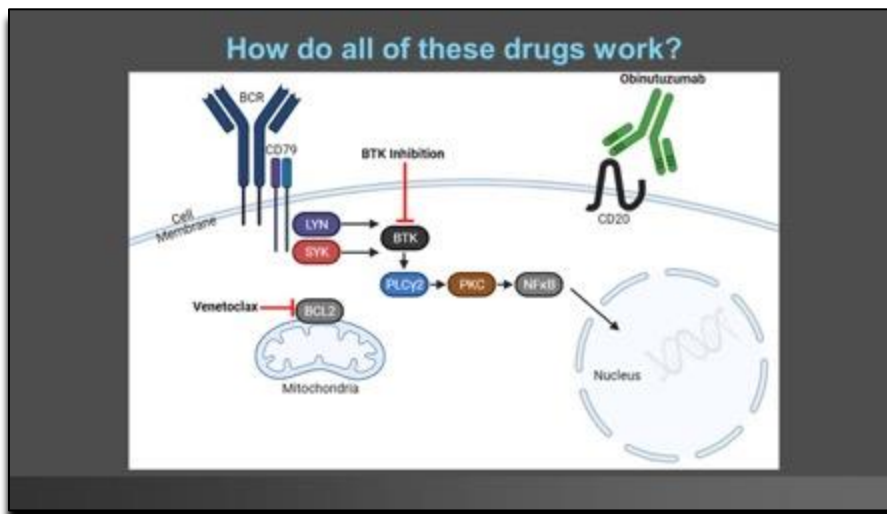 How do all of these drugs work?
Obinutuzumab
BCR
CD79
BTK Inhibition
CD20
Cell
Membrane
LYN
BTK
SYK
PLCγ2
PKC
NFκB
Venetoclax
BCL2
Nucleus
Mitochondria